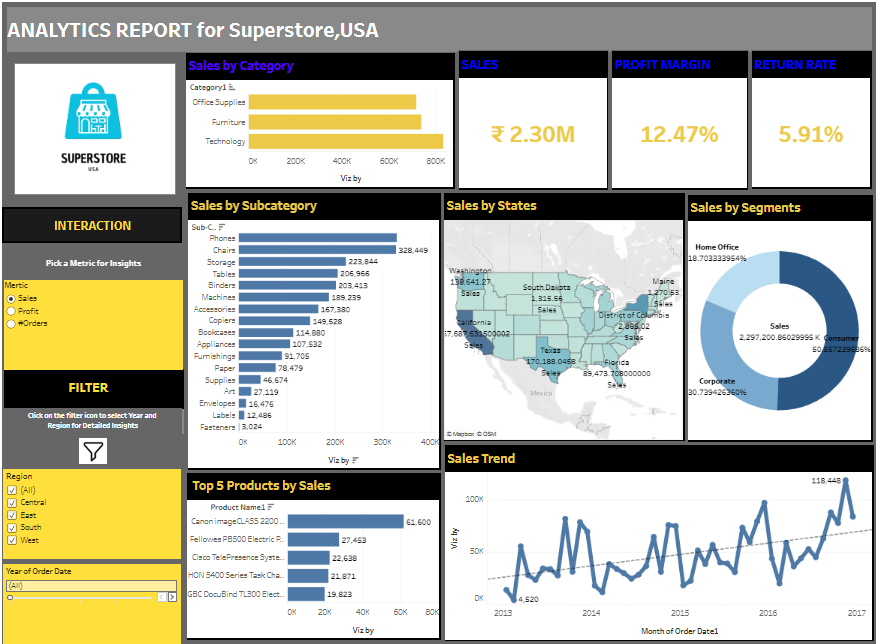 ANALYTICS REPORT for Superstore,USA
SUPERSTORE
USA
Sales by Category
Category1
Office Supplies
Furniture
Technology
0K 200K 400K 600K 800K
Viz by
SALES
₹ 2.30M
PROFIT MARGIN
12.47%
RETURN RATE
5.91%
INTERACTION
Pick a Metric for Insights
Mertic
Sales
Profit
#Orders
FILTER
Click on the filter icon to select Year and
Region for Detailed Insights
Region
(All)
Central
East
South
West
Year of Order Date
(All)
Sales by Subcategory
Sub-C..
Phones
Chairs 328,449
Storage 223,844
Tables 206,966
Binders 203,413
Machines 189,239
Accessories 167,380
Copiers 149,528
Bookcases 114,880
Appliances 107,532
Furnishings 91,705
Paper 78,479
Supplies 46,674
Art 27,119
Envelopes 16,476
Labels 12,486
Fasteners 3,024
0K 100K 200K 300K 400K
Viz by
Sales by States
Washington
138,641.27
Sales
South Dakota
1,315.56
Sales
Maine
1,270.53
Sales
District of Columbia
2,865.02
Sales
California
57,687.631500002
Sales
Texas
170,188.0458
Sales
Florida
89,473.708000000
Sales
Mexico
© Mapbox © OSM
Sales by Segments
Home Office
18.703333954%
Sales
2,297,200.86029995 K
Consumer
Corporate
30.739426360%
Top 5 Products by Sales
Product Name1
Canon imageCLASS 2200 .. 61,600
Fellowes PB500 Electric P.. 27,453
Cisco TelePresence Syste.. 22,638
HON 5400 Series Task Cha.. 21,871
GBC DocuBind TL300 Elect.. 19,823
0K 20K 40K 60K 80K
Viz by
Sales Trend
118,448
100K
50K
0K
Viz by
4,520
2013 2014 2015 2016 2017
Month of Order Date1